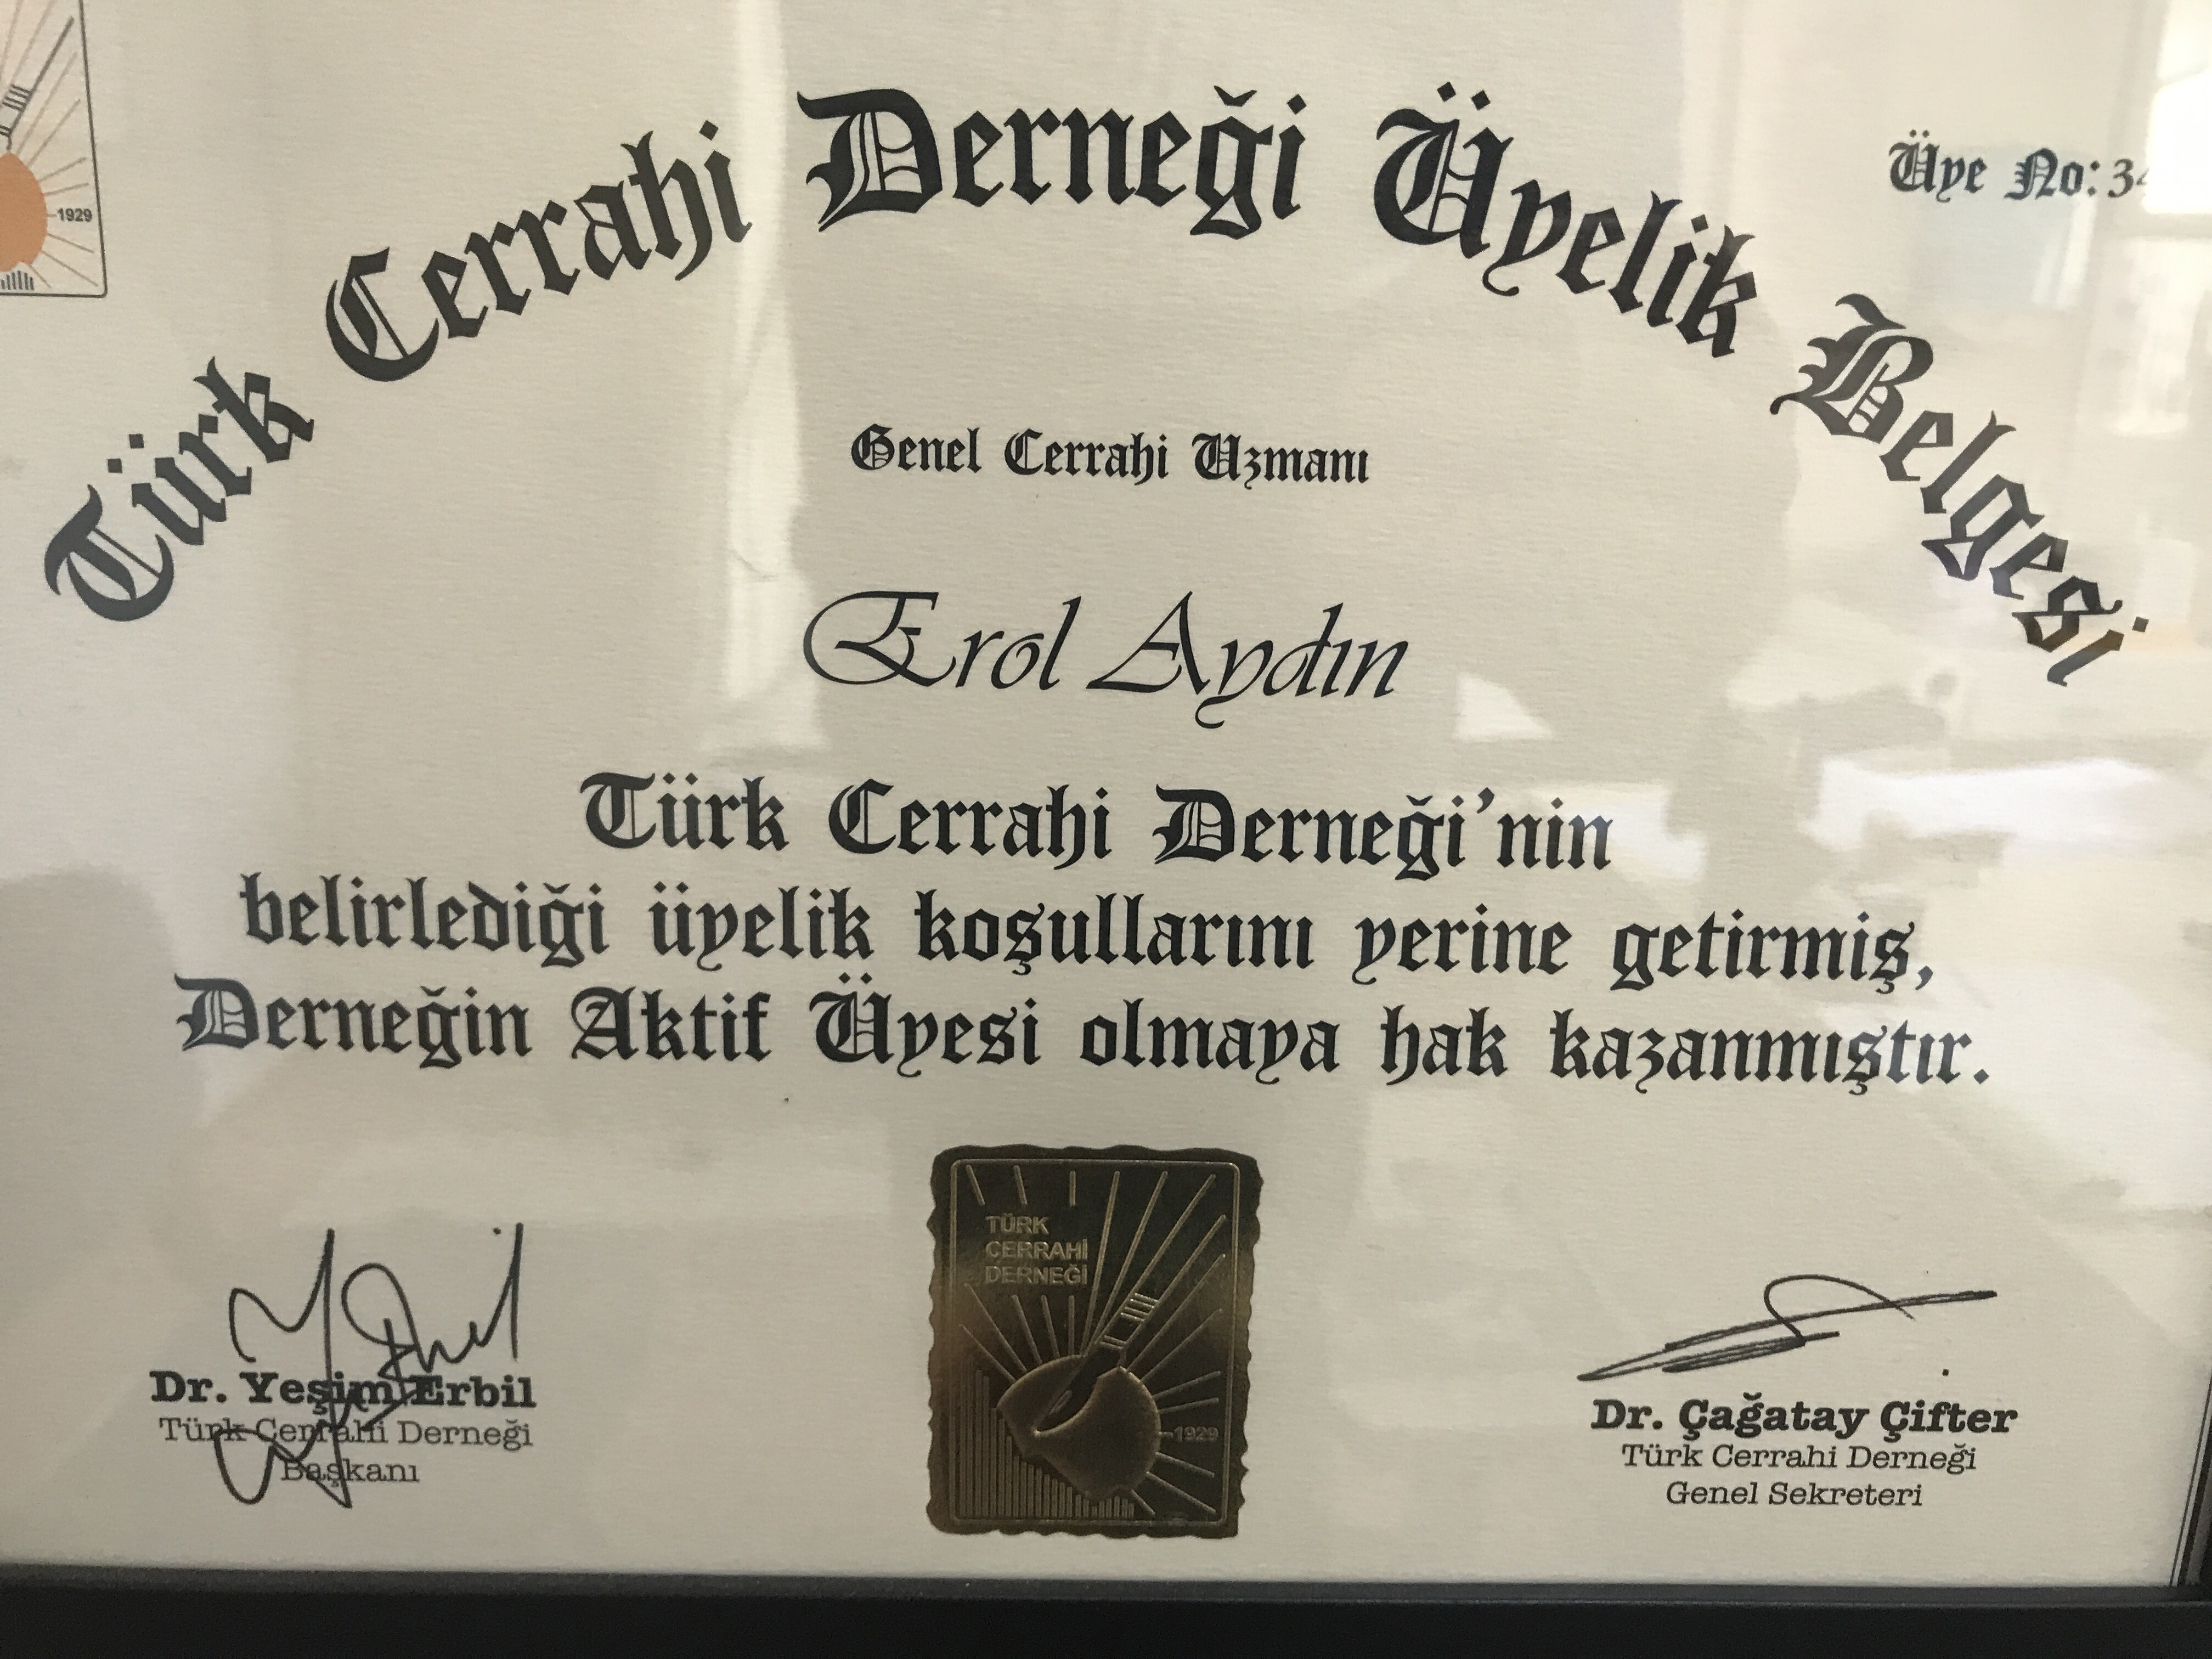 Türk Cerrahi Derneği Üyelik Belgesi
Üye No:
1929
Genel Cerrahi Uzmanı
Erol Aydın
Türk Cerrahi Derneği'nin
belirlediği üyelik koşullarını yerine getirmiş,
Derneğin Aktif Üyesi olmaya hak kazanmıştır.
TÜRK
CERRAHİ
DERNEĞİ
1929
Dr. Yeşim Erbil
Türk Cerrahi Derneği
Başkanı
Dr. Çağatay Çifter
Türk Cerrahi Derneği
Genel Sekreteri